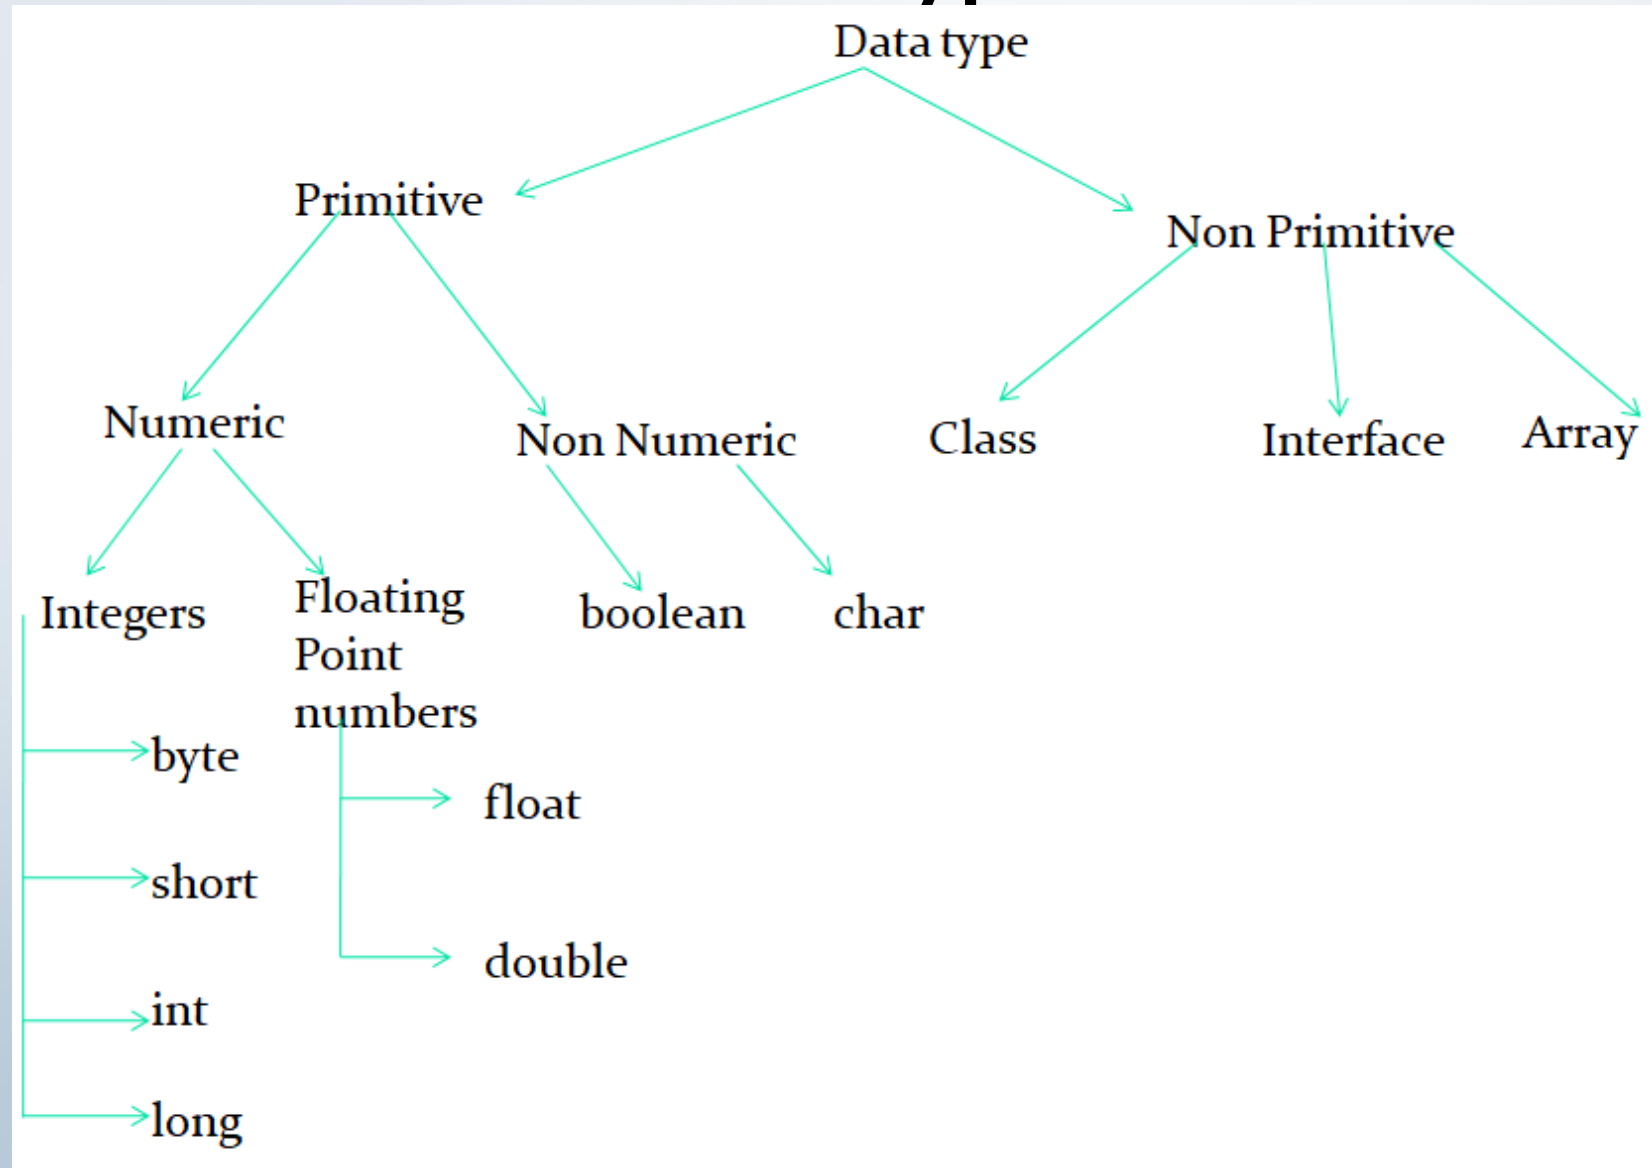 Data type
Primitive
Non Primitive
Numeric
Non Numeric
Class
Interface
Array
Integers
Floating
Point
numbers
boolean
char
byte
float
short
double
int
long